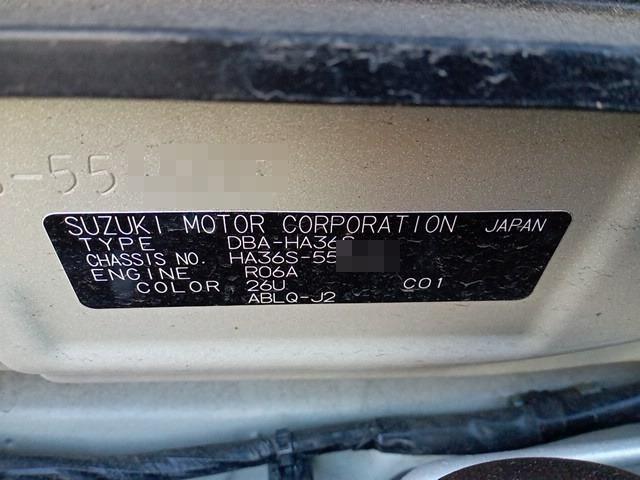 -55
SUZUKI MOTOR CORPORATION JAPAN
TYPE DBA-HA36S
CHASSIS NO. HA36S-55
ENGINE R06A
COLOR 26U C01
ABLQ-J2